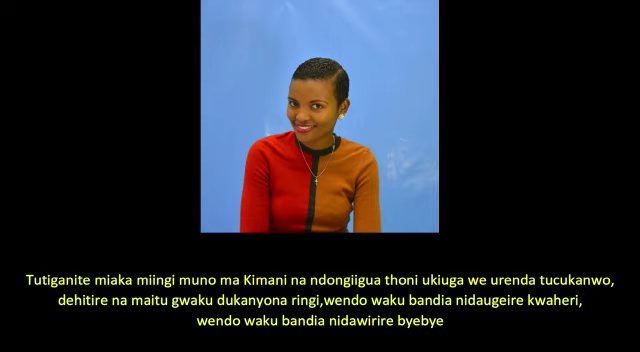 Tutiganite miaka miingi muno ma Kimani na ndongiigua thoni ukiuga we urenda tucukanwo,
dehitire na maitu gwaku dukanyona ringi,wendo waku bandia nidaugeire kwaheri,
wendo waku bandia nidawirire byebye